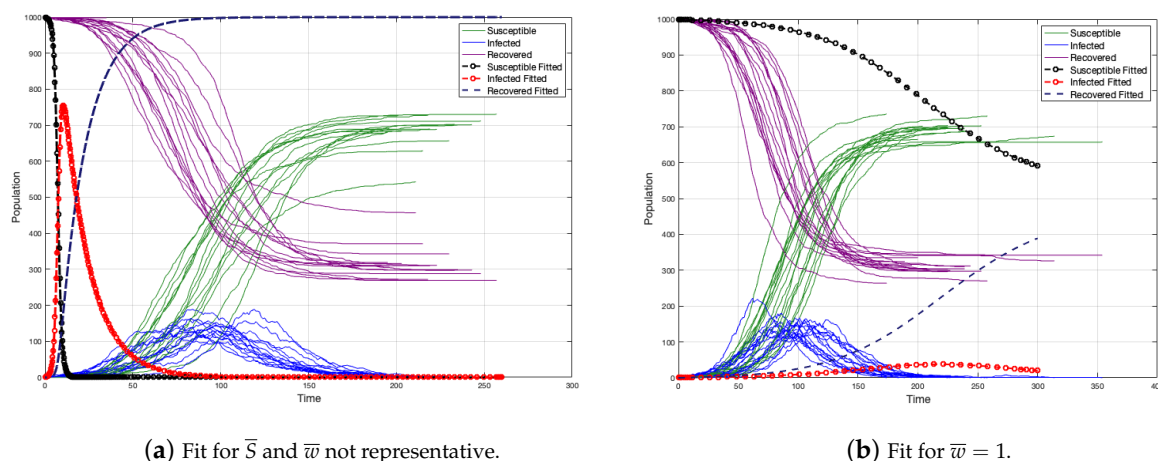 1000
900
800
700
600
500
400
300
200
100
0
Population
0 50 100 150 200 250 300
Time
Susceptible
Infected
Recovered
Susceptible Fitted
Infected Fitted
Recovered Fitted
(a) Fit for S̅ and w̅ not representative.
1000
900
800
700
600
500
400
300
200
100
0
Population
0 50 100 150 200 250 300 350 40
Time
Susceptible
Infected
Recovered
Susceptible Fitted
Infected Fitted
Recovered Fitted
(b) Fit for w̅ = 1.